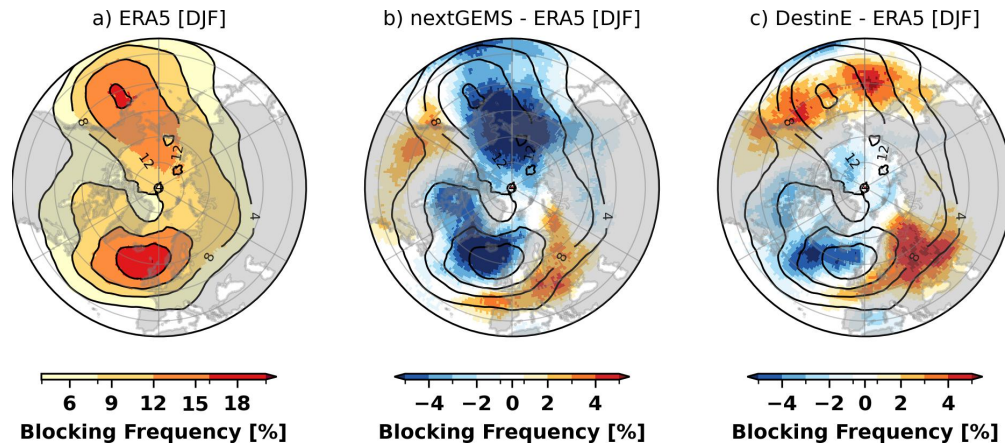 a) ERA5 [DJF]
b) nextGEMS - ERA5 [DJF]
c) DestinE - ERA5 [DJF]
8
12
12
4
8
8
12
12
4
8
8
12
12
4
8
6 9 12 15 18
−4 −2 0 2 4
−4 −2 0 2 4
Blocking Frequency [%]
Blocking Frequency [%]
Blocking Frequency [%]